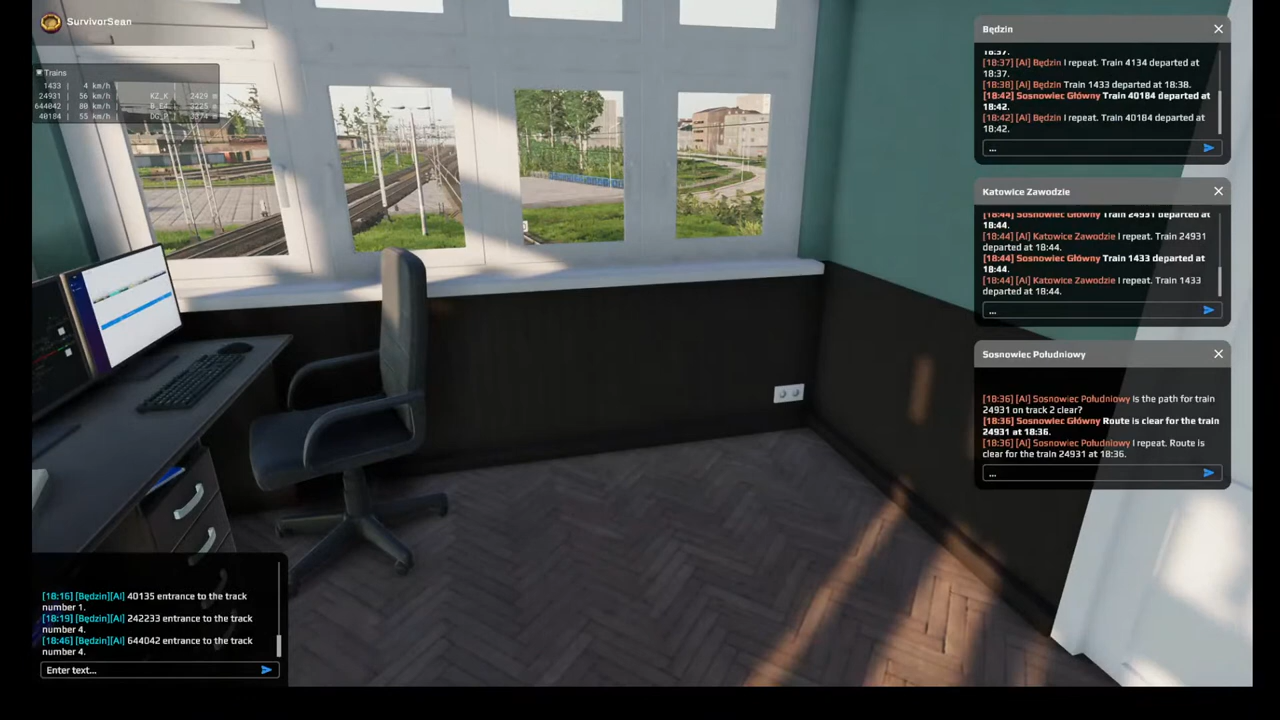 SurvivorSean
Trains
1433 | 4 km/h |
24931 | 56 km/h | KZ_K | 2429 m
644042 | 80 km/h | 3225 m
40184 | 55 km/h | 3374 m
Będzin
18:37.
[18:37] [AI] Będzin I repeat. Train 4134 departed at
18:37.
[18:38] [AI] Będzin Train 1433 departed at 18:38.
[18:42] Sosnowiec Główny Train 40184 departed at
18:42.
[18:42] [AI] Będzin I repeat. Train 40184 departed at
18:42.
...
Katowice Zawodzie
[18:44] Sosnowiec Główny Train 24931 departed at
18:44.
[18:44] [AI] Katowice Zawodzie I repeat. Train 24931
departed at 18:44.
[18:44] Sosnowiec Główny Train 1433 departed at
18:44.
[18:44] [AI] Katowice Zawodzie I repeat. Train 1433
departed at 18:44.
...
Sosnowiec Południowy
[18:36] [AI] Sosnowiec Południowy Is the path for train
24931 on track 2 clear?
[18:36] Sosnowiec Główny Route is clear for the train
24931 at 18:36.
[18:36] [AI] Sosnowiec Południowy I repeat. Route is
clear for the train 24931 at 18:36.
...
[18:16] [Będzin][AI] 40135 entrance to the track
number 1.
[18:19] [Będzin][AI] 242233 entrance to the track
number 4.
[18:46] [Będzin][AI] 644042 entrance to the track
number 4.
Enter text...